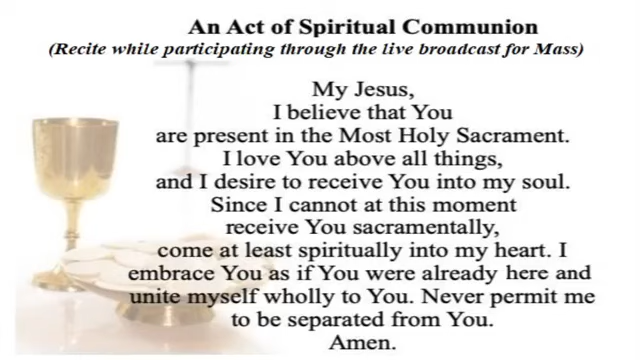 An Act of Spiritual Communion
(Recite while participating through the live broadcast for Mass)
My Jesus,
I believe that You
are present in the Most Holy Sacrament.
I love You above all things,
and I desire to receive You into my soul.
Since I cannot at this moment
receive You sacramentally,
come at least spiritually into my heart. I
embrace You as if You were already here and
unite myself wholly to You. Never permit me
to be separated from You.
Amen.